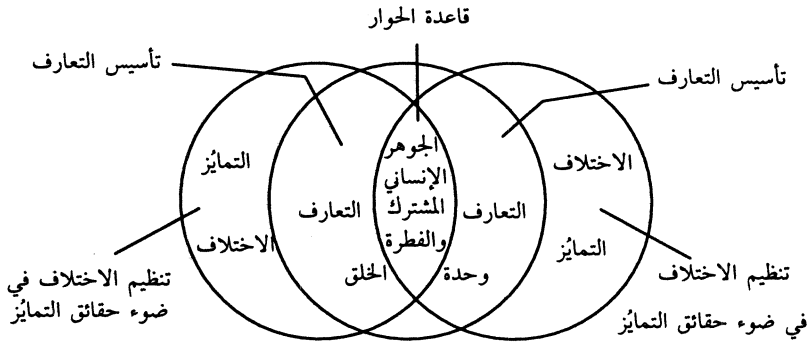 قاعدة الحوار
تأسيس التعارف
تأسيس التعارف
الاختلاف
التمايُز
التعارف
وحدة
الجوهر
الإنساني
المشترك
والفطرة
التعارف
الخلق
التمايُز
الاختلاف
تنظيم الاختلاف
في ضوء حقائق التمايُز
تنظيم الاختلاف في
ضوء حقائق التمايُز